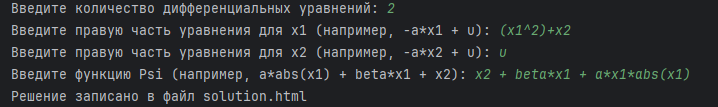 Введите количество дифференциальных уравнений: 2
Введите правую часть уравнения для x1 (например, -a*x1 + u): (x1^2)+x2
Введите правую часть уравнения для x2 (например, -a*x2 + u): u
Введите функцию Psi (например, a*abs(x1) + beta*x1 + x2): x2 + beta*x1 + a*x1*abs(x1)
Решение записано в файл solution.html